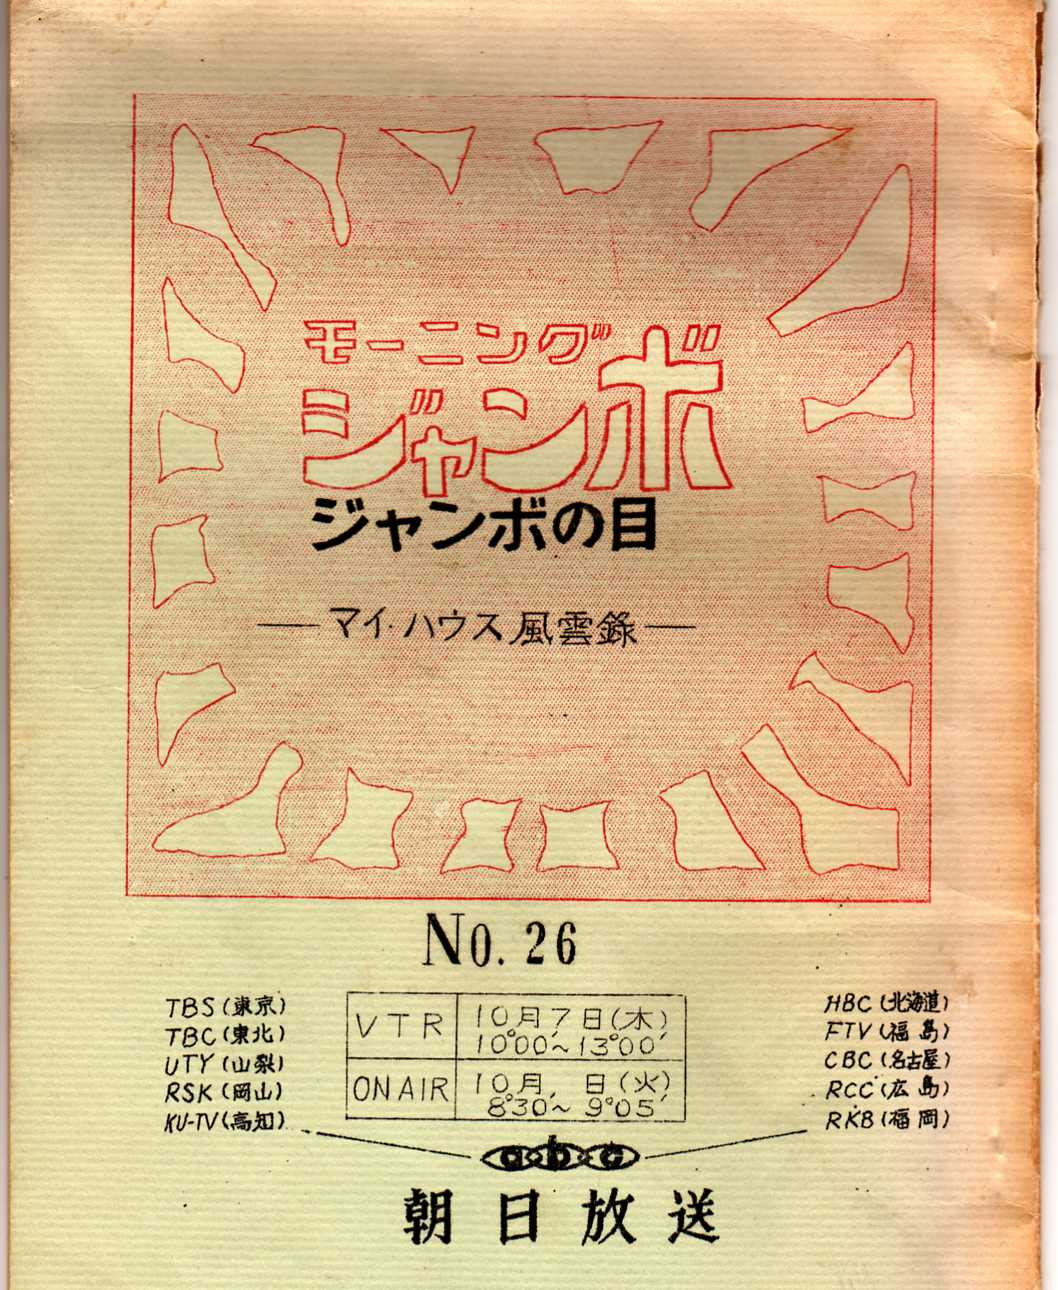 モーニング
ジャンボ
ジャンボの目
―マイ・ハウス風雲録―
No. 26
TBS(東京)
TBC(東北)
UTY(山梨)
RSK(岡山)
KU-TV(高知)
VTR 10月7日(木)
10°00′~13°00′
ON AIR 10月、日(火)
8°30~9°05′
HBC(北海道)
FTV(福島)
CBC(名古屋)
RCC(広島)
RKB(福岡)
abc
朝日放送